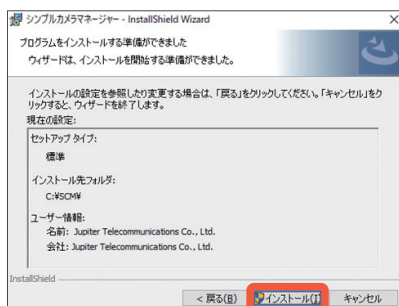 シンプルカメラマネージャー - InstallShield Wizard
プログラムをインストールする準備ができました
ウィザードは、インストールを開始する準備ができました。
インストールの設定を参照したり変更する場合は、「戻る」をクリックしてください。「キャンセル」をク
リックすると、ウィザードを終了します。
現在の設定:
セットアップ タイプ:
標準
インストール先フォルダ:
C:¥SCM¥
ユーザー情報:
名前: Jupiter Telecommunications Co., Ltd.
会社: Jupiter Telecommunications Co., Ltd.
InstallShield
< 戻る(B) インストール(I) キャンセル